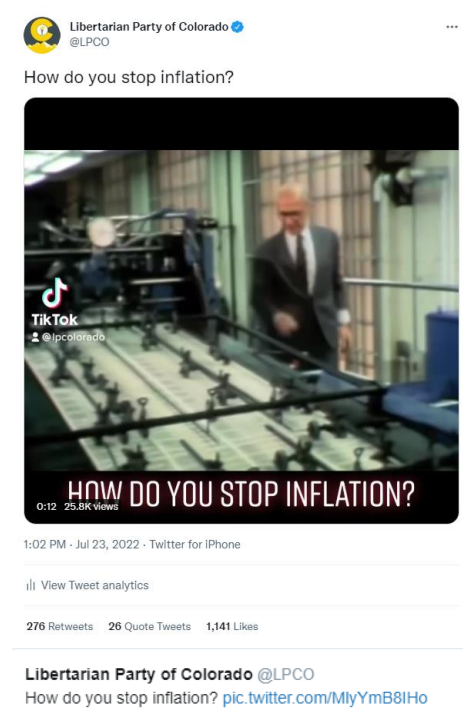 Libertarian Party of Colorado
@LPCO
How do you stop inflation?
TikTok
@lpcolorado
HOW DO YOU STOP INFLATION?
0:12 25.8K views
1:02 PM · Jul 23, 2022 · Twitter for iPhone
View Tweet analytics
276 Retweets 26 Quote Tweets 1,141 Likes
Libertarian Party of Colorado @LPCO
How do you stop inflation? pic.twitter.com/MlyYmB8IHo